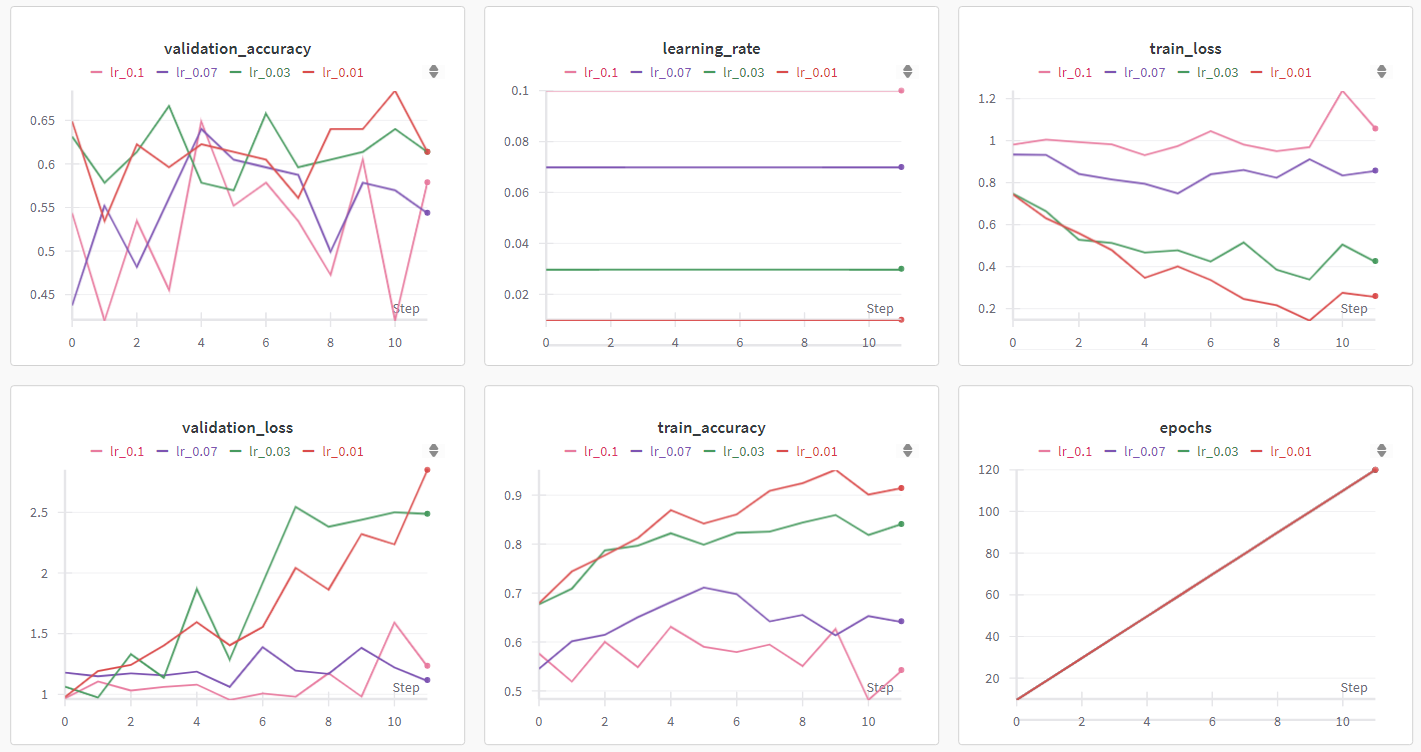 validation_accuracy
lr_0.1 lr_0.07 lr_0.03 lr_0.01
0.65
0.6
0.55
0.5
0.45
Step
0 2 4 6 8 10
learning_rate
lr_0.1 lr_0.07 lr_0.03 lr_0.01
0.1
0.08
0.06
0.04
0.02
Step
0 2 4 6 8 10
train_loss
lr_0.1 lr_0.07 lr_0.03 lr_0.01
1.2
1
0.8
0.6
0.4
0.2
Step
0 2 4 6 8 10
validation_loss
lr_0.1 lr_0.07 lr_0.03 lr_0.01
2.5
2
1.5
1
Step
0 2 4 6 8 10
train_accuracy
lr_0.1 lr_0.07 lr_0.03 lr_0.01
0.9
0.8
0.7
0.6
0.5
Step
0 2 4 6 8 10
epochs
lr_0.1 lr_0.07 lr_0.03 lr_0.01
120
100
80
60
40
20
Step
0 2 4 6 8 10